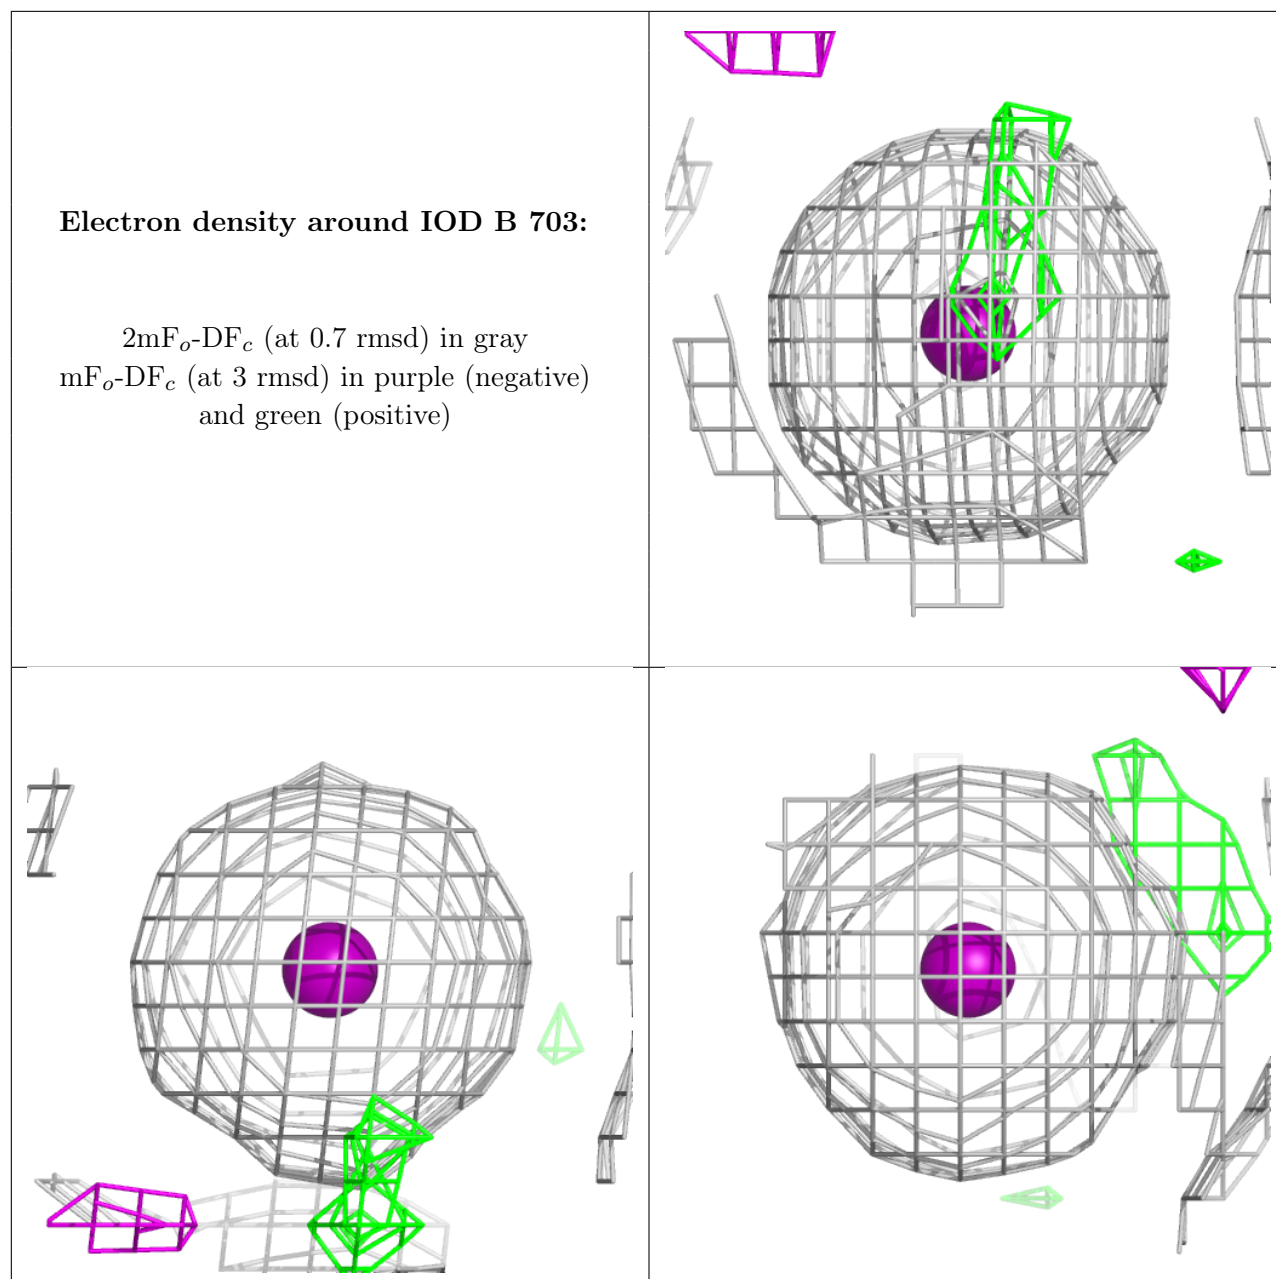 Electron density around IOD B 703:
2mFo-DFc (at 0.7 rmsd) in gray
mFo-DFc (at 3 rmsd) in purple (negative)
and green (positive)